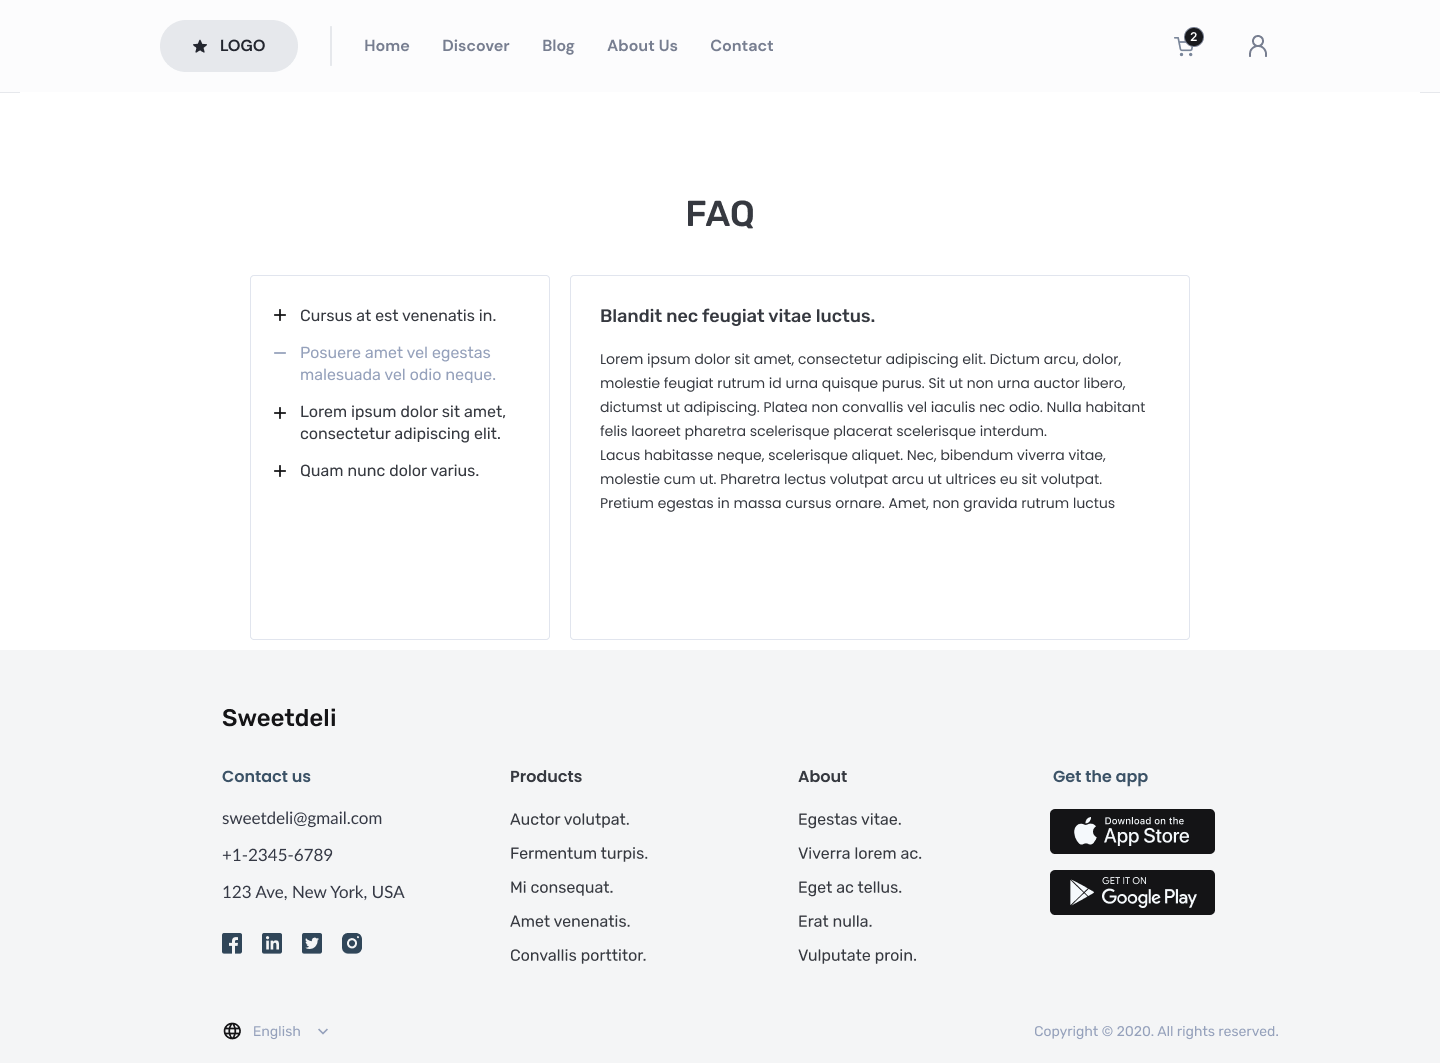 LOGO
Home
Discover
Blog
About Us
Contact
2
FAQ
Cursus at est venenatis in.
Posuere amet vel egestas
malesuada vel odio neque.
Lorem ipsum dolor sit amet,
consectetur adipiscing elit.
Quam nunc dolor varius.
Blandit nec feugiat vitae luctus.
Lorem ipsum dolor sit amet, consectetur adipiscing elit. Dictum arcu, dolor,
molestie feugiat rutrum id urna quisque purus. Sit ut non urna auctor libero,
dictumst ut adipiscing. Platea non convallis vel iaculis nec odio. Nulla habitant
felis laoreet pharetra scelerisque placerat scelerisque interdum.
Lacus habitasse neque, scelerisque aliquet. Nec, bibendum viverra vitae,
molestie cum ut. Pharetra lectus volutpat arcu ut ultrices eu sit volutpat.
Pretium egestas in massa cursus ornare. Amet, non gravida rutrum luctus
Sweetdeli
Contact us
sweetdeli@gmail.com
+1-2345-6789
123 Ave, New York, USA
Products
Auctor volutpat.
Fermentum turpis.
Mi consequat.
Amet venenatis.
Convallis porttitor.
About
Egestas vitae.
Viverra lorem ac.
Eget ac tellus.
Erat nulla.
Vulputate proin.
Get the app
Download on the
App Store
GET IT ON
Google Play
English
Copyright © 2020. All rights reserved.